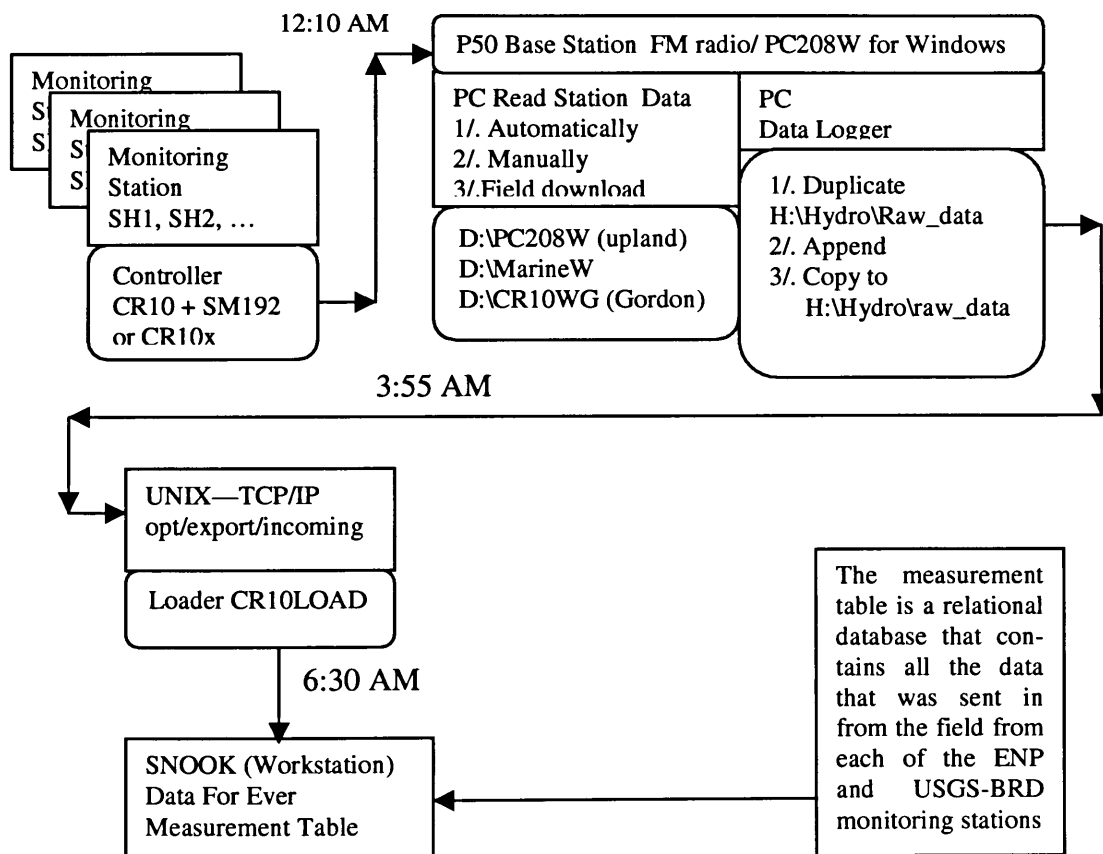 12:10 AM
P50 Base Station FM radio/ PC208W for Windows
Monitoring
S
S
Monitoring
S
S
Monitoring
Station
SH1, SH2, ...
Controller
CR10 + SM192
or CR10x
PC Read Station Data
1/. Automatically
2/. Manually
3/.Field download
D:\PC208W (upland)
D:\MarineW
D:\CR10WG (Gordon)
PC
Data Logger
1/. Duplicate
H:\Hydro\Raw_data
2/. Append
3/. Copy to
H:\Hydro\raw_data
3:55 AM
UNIX—TCP/IP
opt/export/incoming
Loader CR10LOAD
6:30 AM
SNOOK (Workstation)
Data For Ever
Measurement Table
The measurement
table is a relational
database that con-
tains all the data
that was sent in
from the field from
each of the ENP
and USGS-BRD
monitoring stations